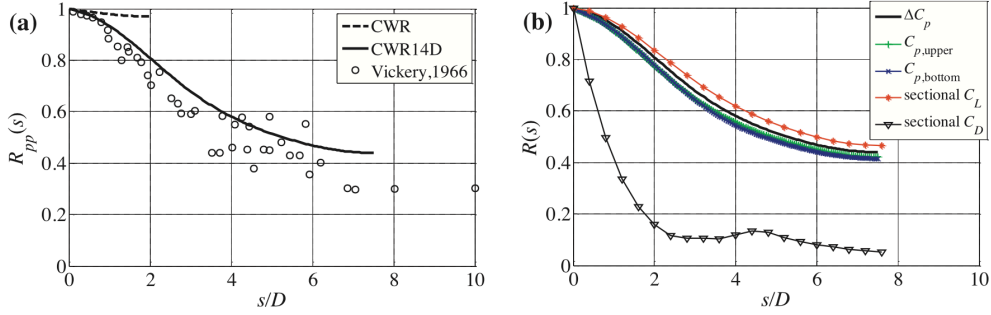 (a)
CWR
CWR14D
Vickery,1966
R_pp(s)
1
0.8
0.6
0.4
0.2
0
0 2 4 6 8 10
s/D
(b)
ΔC_p
C_p,upper
C_p,bottom
sectional C_L
sectional C_D
R(s)
1
0.8
0.6
0.4
0.2
0
0 2 4 6 8 10
s/D